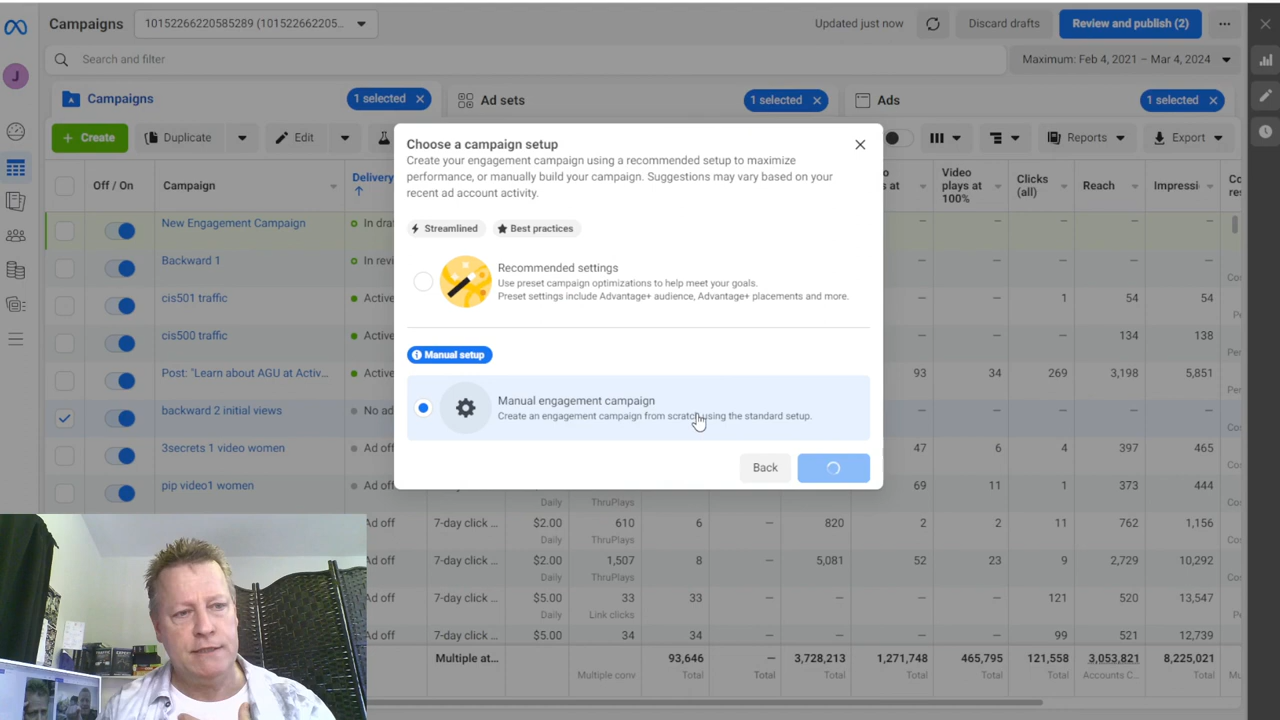 Campaigns
10152266220585289 (101522662205...
Updated just now
Discard drafts
Review and publish (2)
Search and filter
Maximum: Feb 4, 2021 – Mar 4, 2024
J
Campaigns
1 selected
Ad sets
1 selected
Ads
1 selected
+ Create
Duplicate
Edit
Reports
Export
Off / On
Campaign
Delivery ↑
Video plays at 100%
Clicks (all)
Reach
Impressi
New Engagement Campaign
In dra
Backward 1
In revi
cis501 traffic
Active
1
54
54
cis500 traffic
Active
134
138
Post: "Learn about AGU at Activ...
Active
93
34
269
3,198
5,851
backward 2 initial views
No ad
3secrets 1 video women
Ad off
47
6
4
397
465
pip video1 women
Ad off
69
11
1
373
444
Choose a campaign setup
Create your engagement campaign using a recommended setup to maximize
performance, or manually build your campaign. Suggestions may vary based on your
recent ad account activity.
Streamlined
Best practices
Recommended settings
Use preset campaign optimizations to help meet your goals.
Preset settings include Advantage+ audience, Advantage+ placements and more.
Manual setup
Manual engagement campaign
Create an engagement campaign from scratch using the standard setup.
Back
Daily
ThruPlays
Ad off
7-day click ...
$2.00
610
6
820
2
2
11
762
1,156
Daily
ThruPlays
Ad off
7-day click ...
$2.00
1,507
8
5,081
52
23
9
2,729
10,292
Daily
ThruPlays
Ad off
7-day click ...
$5.00
33
33
121
520
13,547
Daily
Link clicks
Ad off
7-day click ...
$5.00
34
34
99
521
12,739
Multiple at...
93,646
3,728,213
1,271,748
465,795
121,558
3,053,821
8,225,021
Multiple conv
Total
Total
Total
Total
Total
Total
Accounts C...
Total